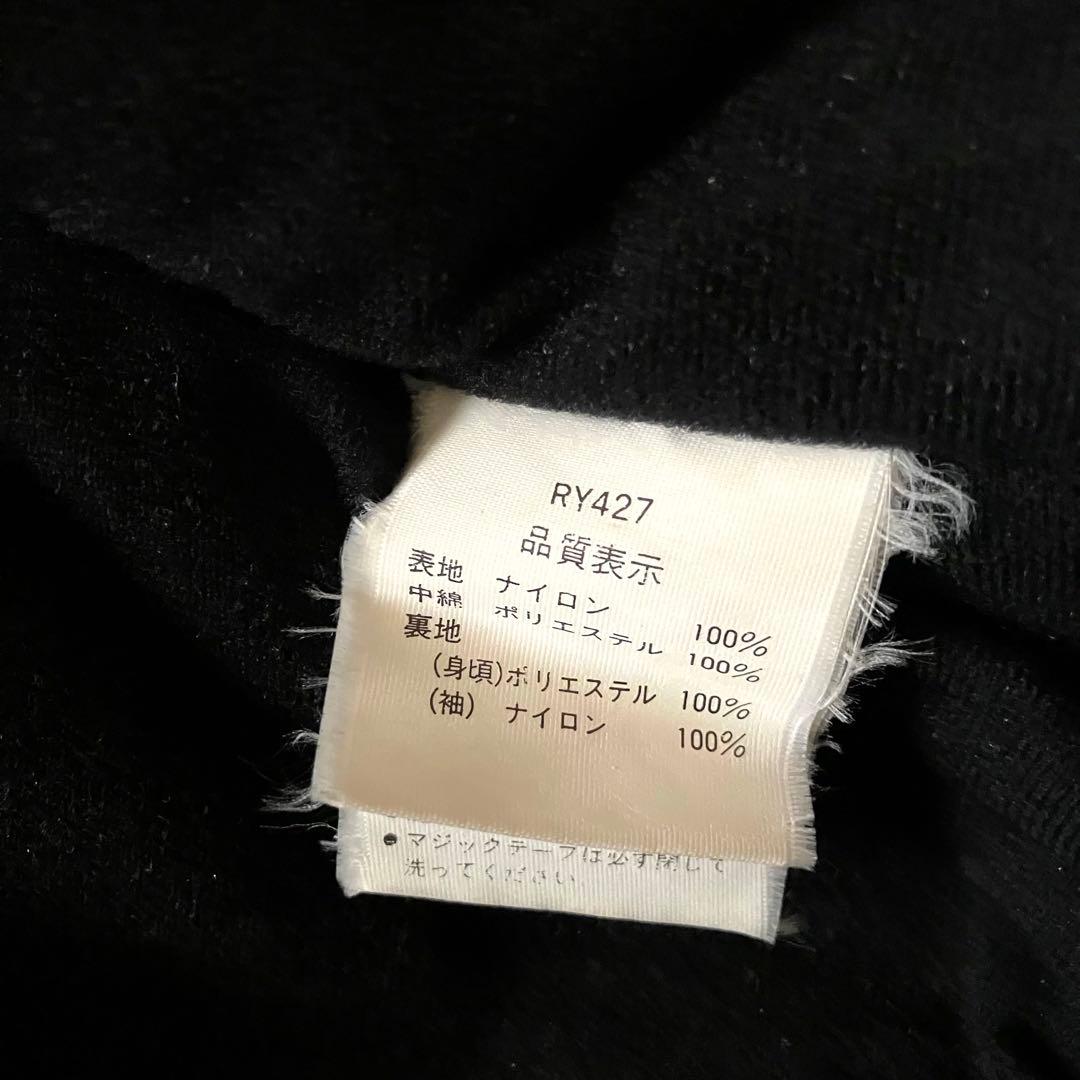 RY427
品質表示
表地 ナイロン 100%
中綿 ポリエステル 100%
裏地
(身頃)ポリエステル 100%
(袖) ナイロン 100%
● マジックテープは必ず閉じて
洗ってください